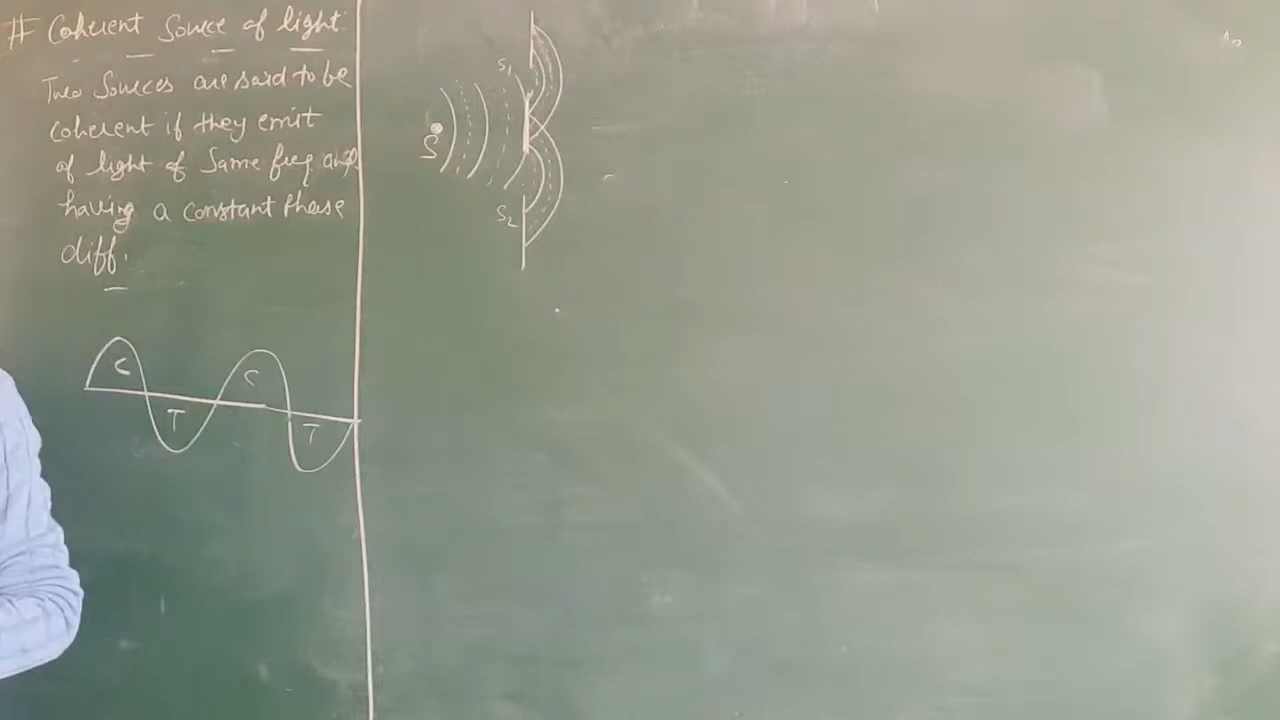 # Coherent Source of light
Two Sources are said to be
coherent if they emit
of light of Same freq and
having a constant phase
diff.
C
T
C
T
S
S1
S2